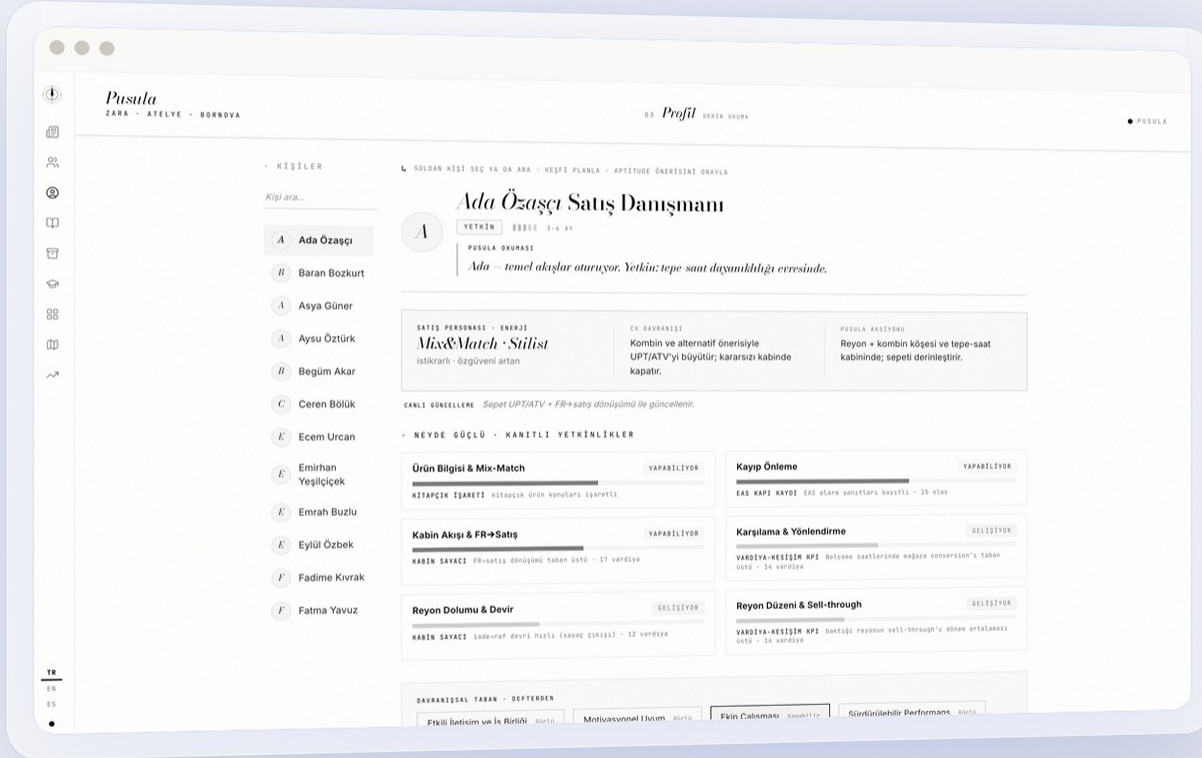 Pusula
ZARA · ATELYE · BORNOVA
03 Profil DERİN OKUMA
PUSULA
· KİŞİLER
Kişi ara...
A Ada Özaşçı
B Baran Bozkurt
A Asya Güner
A Aysu Öztürk
B Begüm Akar
C Ceren Bölük
E Ecem Urcan
E Emirhan
Yeşilçiçek
E Emrah Buzlu
E Eylül Özbek
F Fadime Kıvrak
F Fatma Yavuz
TR
EN
ES
SOLDAN KİŞİ SEÇ YA DA ARA · KEŞFİ PLANLA · APTİTUDE ÖNERİSİNİ ONAYLA
A
Ada Özaşçı Satış Danışmanı
YETKİN 3-6 AY
PUSULA OKUMASI
Ada — temel akışlar oturuyor. Yetkin: tepe-saat dayanıklılığı evresinde.
SATIŞ PERSONASI · ENERJİ
Mix&Match · Stilist
istikrarlı · özgüveni artan
CX DAVRANIŞI
Kombin ve alternatif önerisiyle
UPT/ATV'yi büyütür; kararsızı kabinde
kapatır.
PUSULA AKSİYONU
Reyon + kombin köşesi ve tepe-saat
kabininde; sepeti derinleştirir.
CANLI GÜNCELLEME Sepet UPT/ATV + FR→satış dönüşümü ile güncellenir.
· NEYDE GÜÇLÜ · KANITLI YETKİNLİKLER
Ürün Bilgisi & Mix-Match YAPABİLİYOR
KİTAPÇIK İŞARETİ kitapçık ürün konuları işaretli
Kayıp Önleme YAPABİLİYOR
EAS KAPI KAYDI EAS alarm yanıtları kayıtlı · 15 olay
Kabin Akışı & FR→Satış YAPABİLİYOR
KABİN SAYACI FR→satış dönüşümü taban üstü · 17 vardiya
Karşılama & Yönlendirme GELİŞİYOR
VARDİYA-KESİŞİM KPI Welcome saatlerinde mağaza conversion'ı taban
üstü · 14 vardiya
Reyon Dolumu & Devir GELİŞİYOR
KABİN SAYACI iade→raf devri hızlı (sayaç çıkışı) · 12 vardiya
Reyon Düzeni & Sell-through GELİŞİYOR
VARDİYA-KESİŞİM KPI baktığı reyonun sell-through'u dönem ortalaması
üstü · 14 vardiya
DAVRANIŞSAL TABAN · DEFTERDEN
Etkili İletişim ve İş Birliği Güçlü
Motivasyonel Uyum Güçlü
Ekip Çalışması Yapabilir
Sürdürülebilir Performans Güçlü